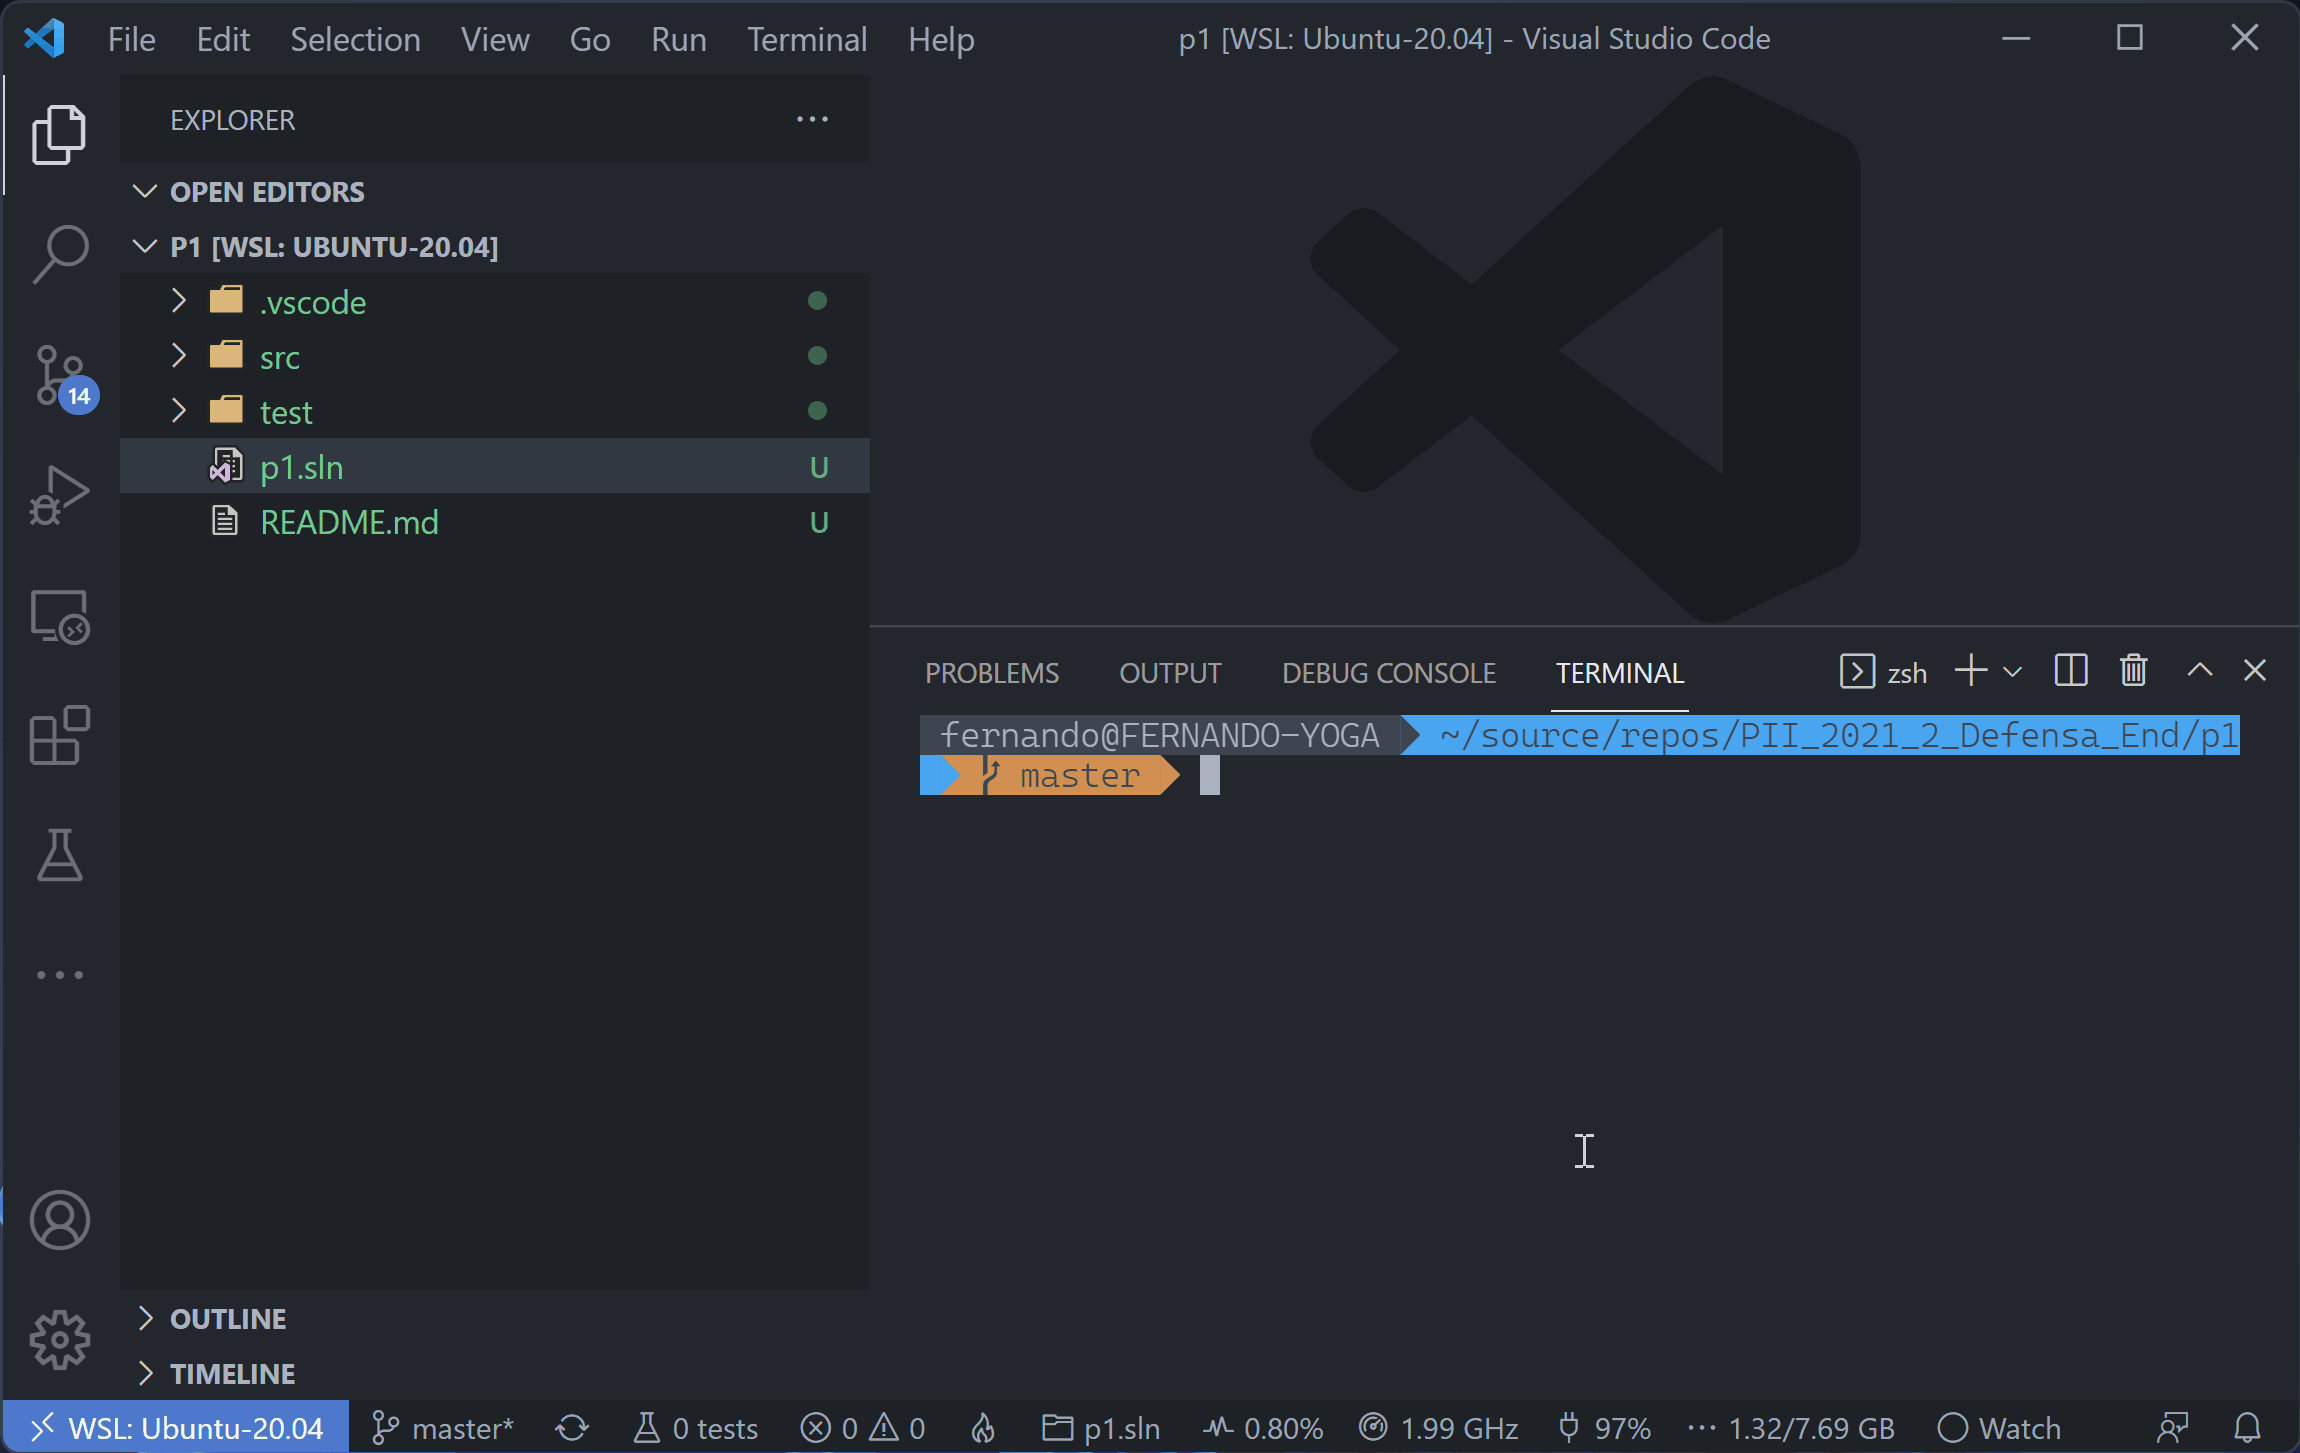 File Edit Selection View Go Run Terminal Help p1 [WSL: Ubuntu-20.04] - Visual Studio Code
EXPLORER
OPEN EDITORS
P1 [WSL: UBUNTU-20.04]
.vscode
src
test
p1.sln U
README.md U
14
PROBLEMS OUTPUT DEBUG CONSOLE TERMINAL zsh
fernando@FERNANDO-YOGA ~/source/repos/PII_2021_2_Defensa_End/p1
master
OUTLINE
TIMELINE
WSL: Ubuntu-20.04 master* 0 tests 0 0 p1.sln 0.80% 1.99 GHz 97% ··· 1.32/7.69 GB Watch